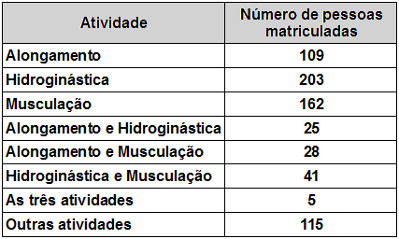 Atividade Número de pessoas matriculadas
Alongamento 109
Hidroginástica 203
Musculação 162
Alongamento e Hidroginástica 25
Alongamento e Musculação 28
Hidroginástica e Musculação 41
As três atividades 5
Outras atividades 115